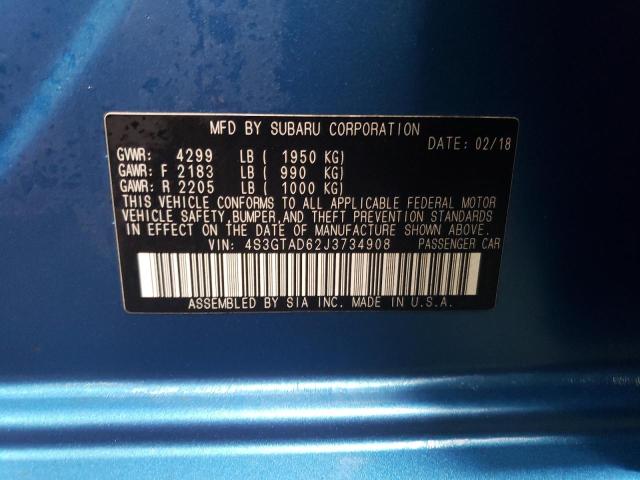 MFD BY SUBARU CORPORATION
DATE: 02/18
GVWR: 4299 LB ( 1950 KG)
GAWR: F 2183 LB ( 990 KG)
GAWR: R 2205 LB ( 1000 KG)
THIS VEHICLE CONFORMS TO ALL APPLICABLE FEDERAL MOTOR
VEHICLE SAFETY, BUMPER, AND THEFT PREVENTION STANDARDS
IN EFFECT ON THE DATE OF MANUFACTURE SHOWN ABOVE.
VIN: 4S3GTAD62J3734908 PASSENGER CAR
ASSEMBLED BY SIA INC. MADE IN U.S.A.